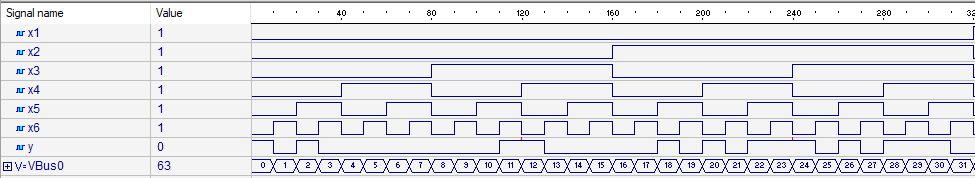 Signal name Value 40 80 120 160 200 240 280 32
x1 1
x2 1
x3 1
x4 1
x5 1
x6 1
y 0
V=VBus0 63 0 1 2 3 4 5 6 7 8 9 10 11 12 13 14 15 16 17 18 19 20 21 22 23 24 25 26 27 28 29 30 31